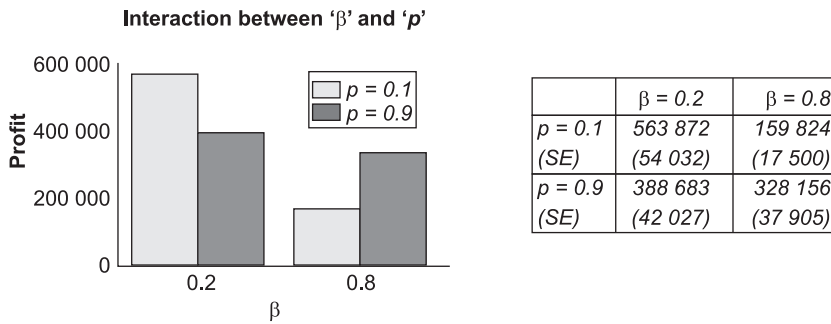 Interaction between ‘β’ and ‘p’
Profit
600 000
400 000
200 000
0
p = 0.1
p = 0.9
0.2 0.8
β
β = 0.2 β = 0.8
p = 0.1 563 872 159 824
(SE) (54 032) (17 500)
p = 0.9 388 683 328 156
(SE) (42 027) (37 905)